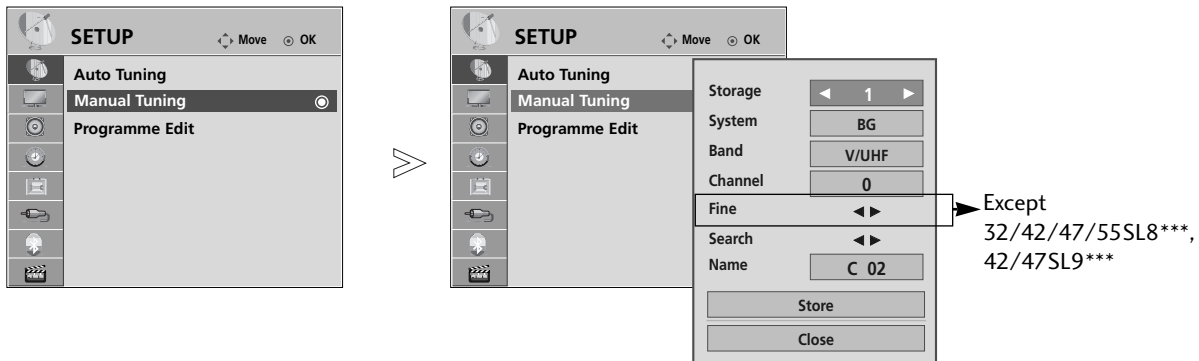 SETUP
Move OK
Auto Tuning
Manual Tuning
Programme Edit
SETUP
Move OK
Auto Tuning
Manual Tuning
Programme Edit
Storage ◄ 1 ►
System BG
Band V/UHF
Channel 0
Fine ◄ ►
Search ◄ ►
Name C 02
Store
Close
Except
32/42/47/55SL8***,
42/47SL9***